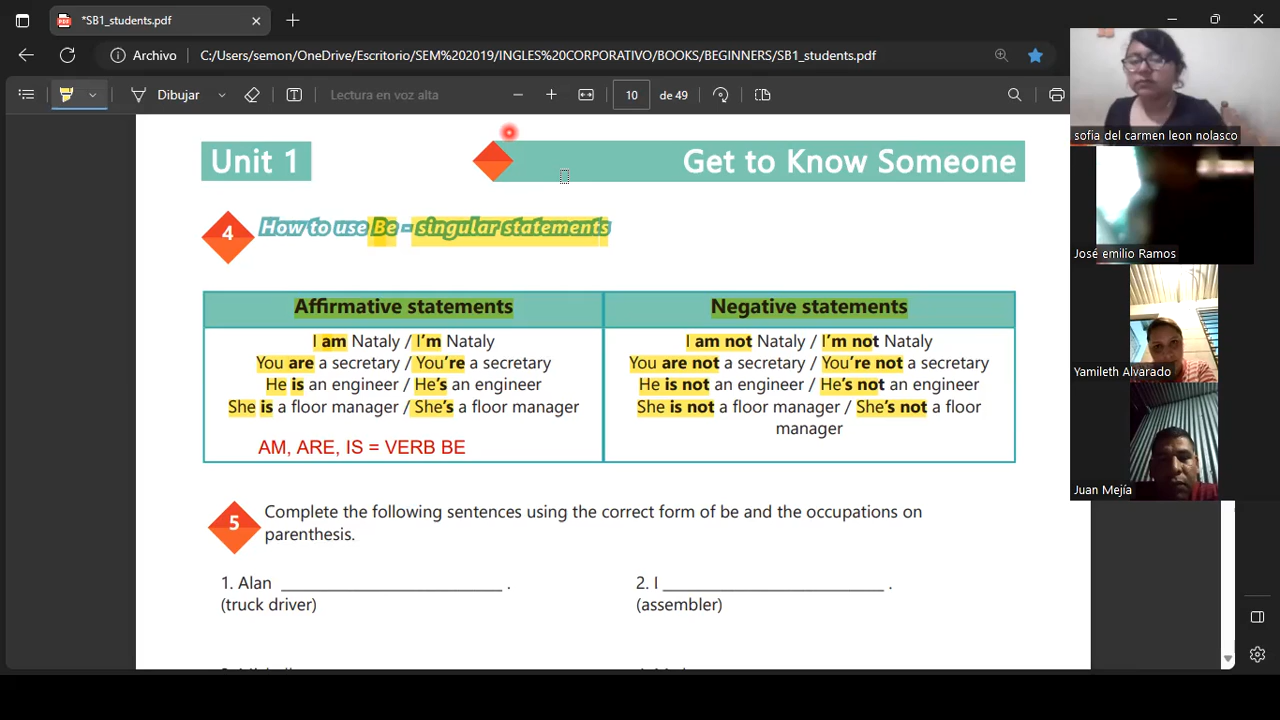 *SB1_students.pdf
Archivo
C:/Users/semon/OneDrive/Escritorio/SEM%202019/INGLES%20CORPORATIVO/BOOKS/BEGINNERS/SB1_students.pdf
Dibujar
Lectura en voz alta
10
de 49
Unit 1
Get to Know Someone
4
How to use Be - singular statements
Affirmative statements
I am Nataly / I'm Nataly
You are a secretary / You're a secretary
He is an engineer / He's an engineer
She is a floor manager / She's a floor manager
AM, ARE, IS = VERB BE
Negative statements
I am not Nataly / I'm not Nataly
You are not a secretary / You're not a secretary
He is not an engineer / He's not an engineer
She is not a floor manager / She's not a floor
manager
5
Complete the following sentences using the correct form of be and the occupations on
parenthesis.
1. Alan ________________________ .
(truck driver)
2. I ________________________ .
(assembler)
sofia del carmen leon nolasco
José emilio Ramos
Yamileth Alvarado
Juan Mejía